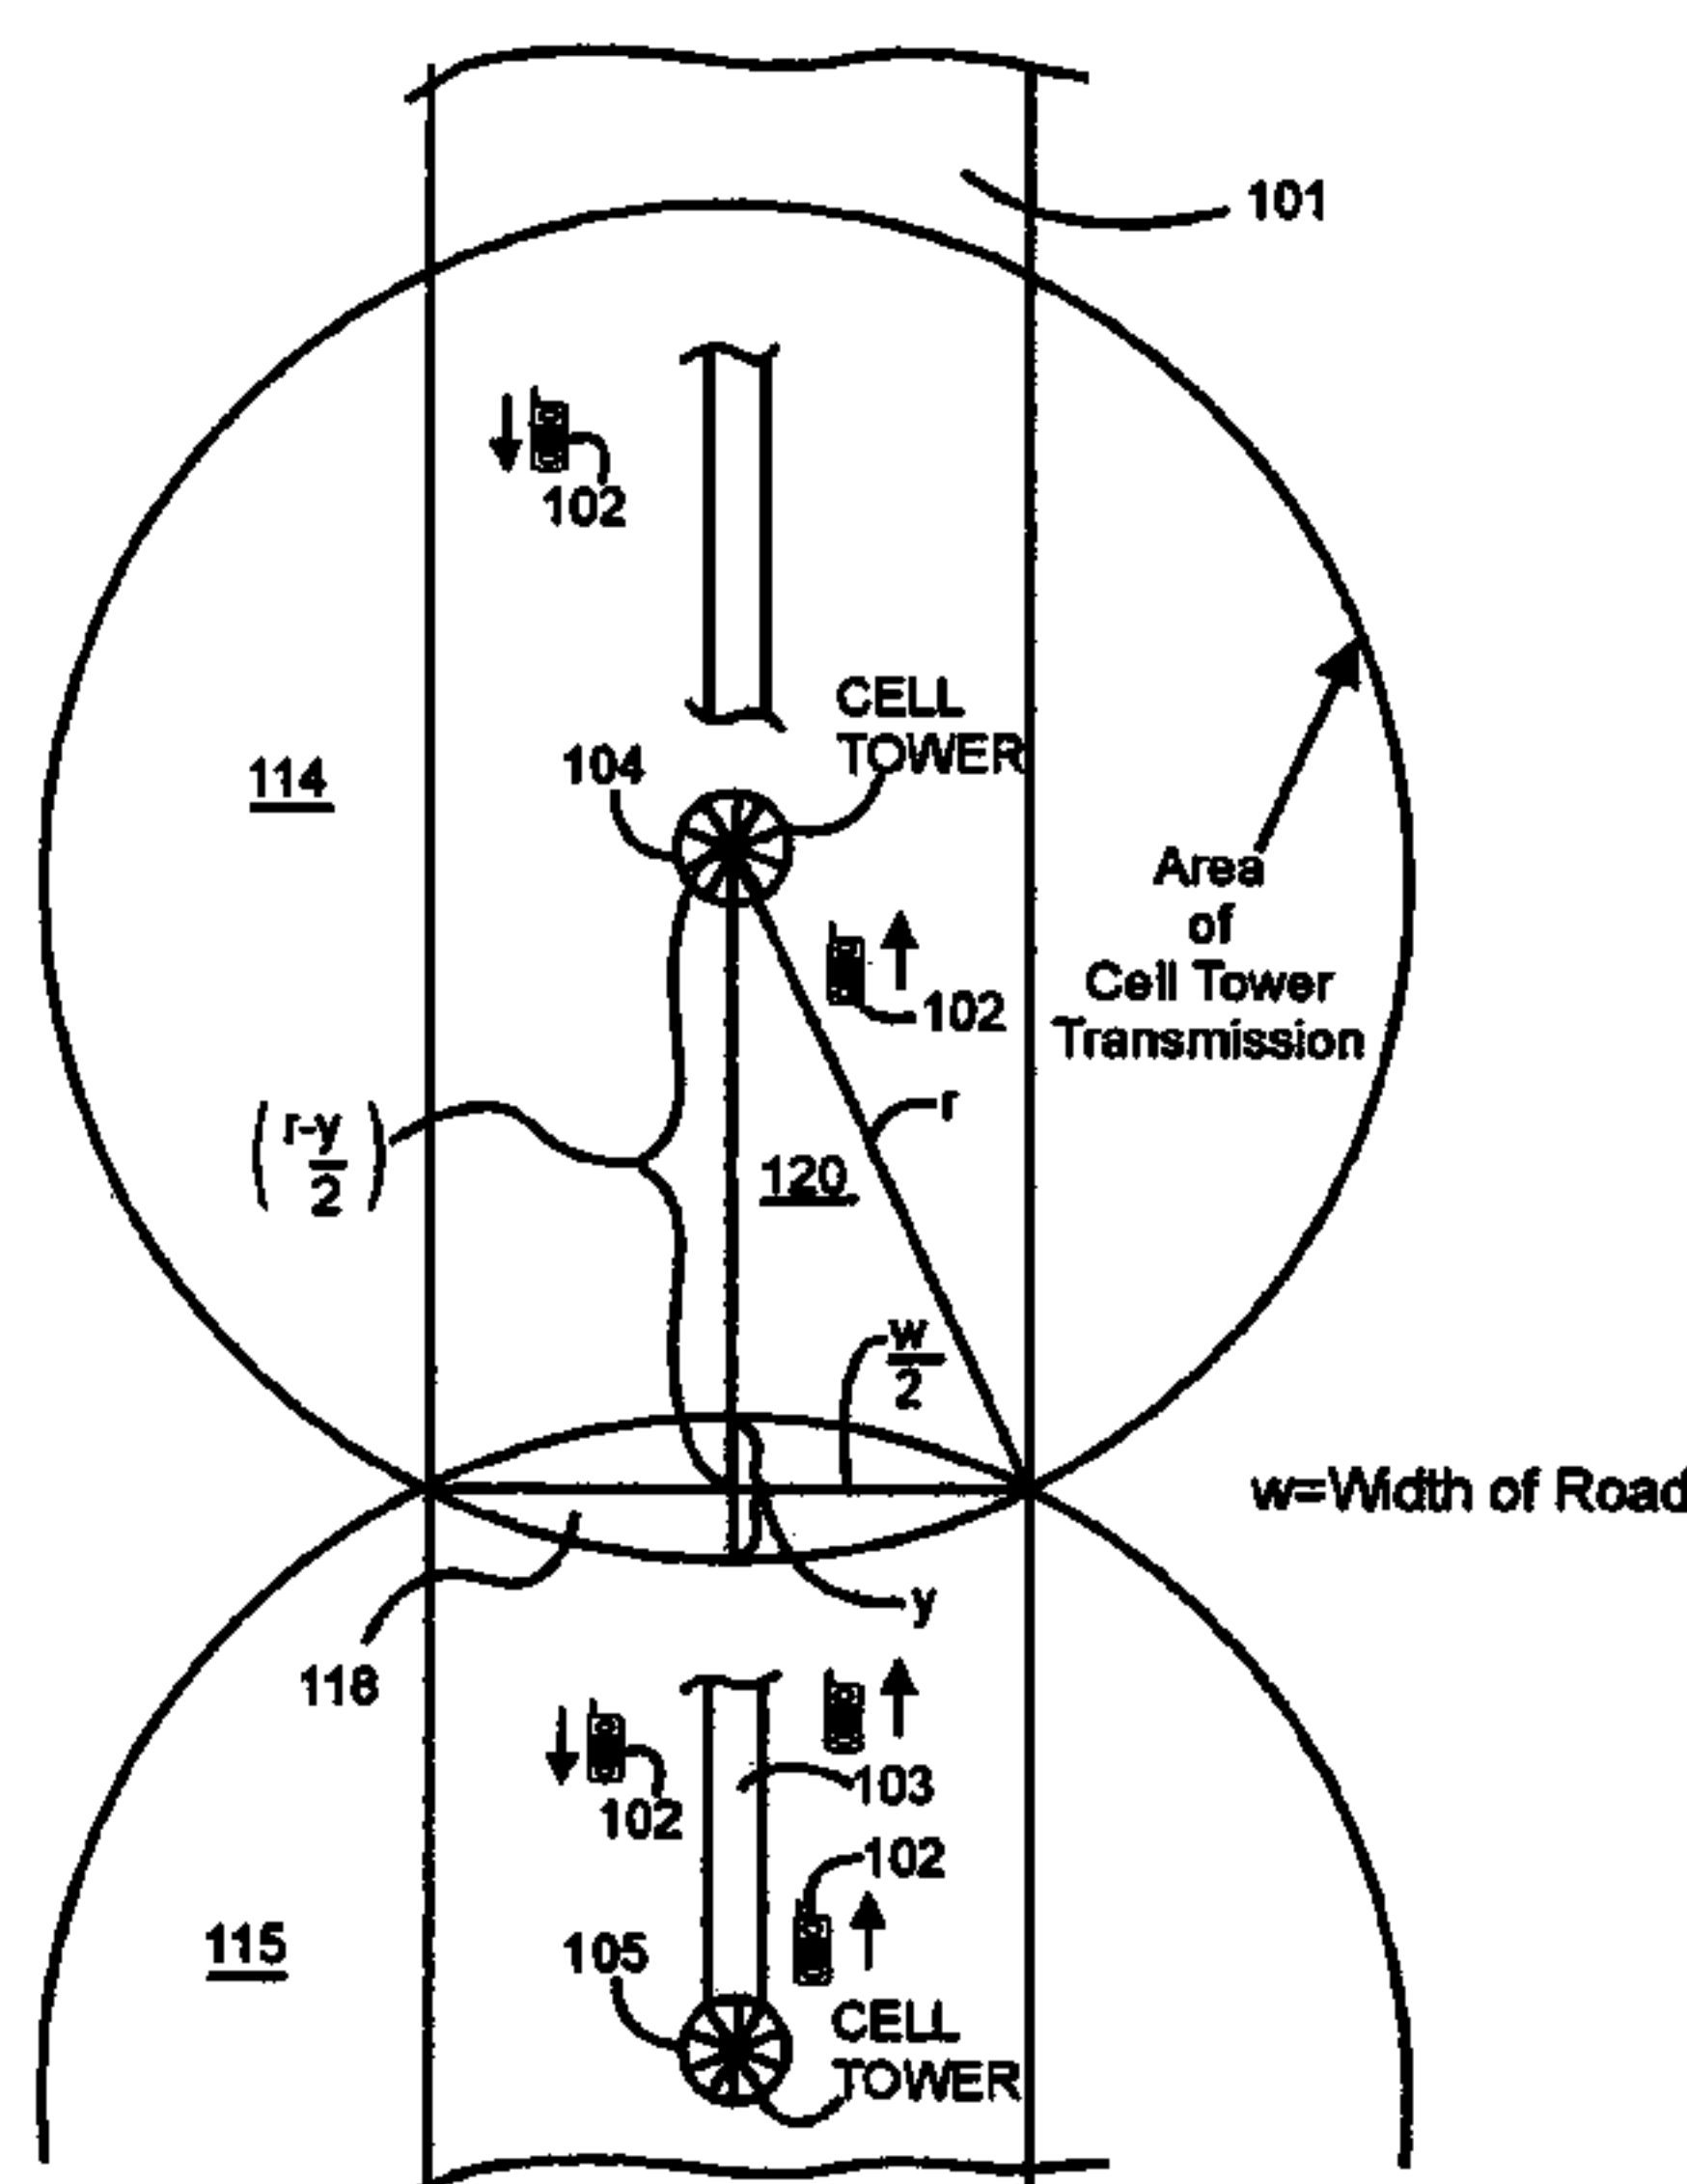 101
102
CELL
TOWER
104
114
Area
of
Cell Tower
Transmission
102
r
( r-y
2 )
120
w
2
w=Width of Road
y
116
103
102
102
115
105
CELL
TOWER